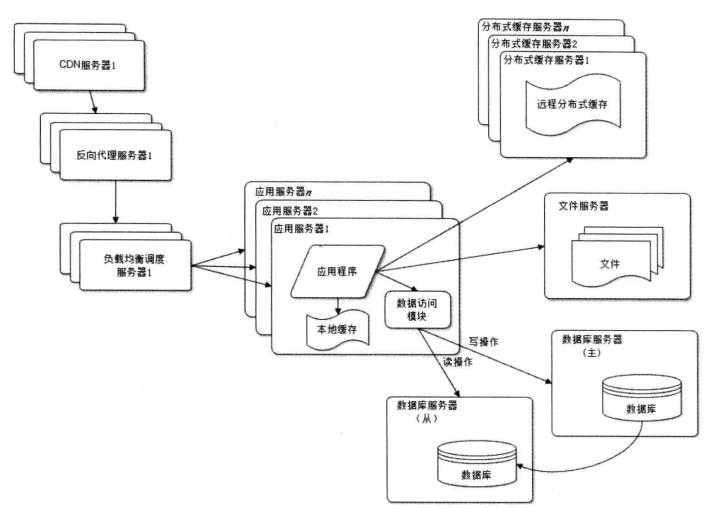 分布式缓存服务器n
分布式缓存服务器2
分布式缓存服务器1
远程分布式缓存
CDN服务器1
反向代理服务器1
负载均衡调度
服务器1
应用服务器n
应用服务器2
应用服务器1
应用程序
本地缓存
数据访问
模块
文件服务器
文件
写操作
读操作
数据库服务器
（主）
数据库
数据库服务器
（从）
数据库